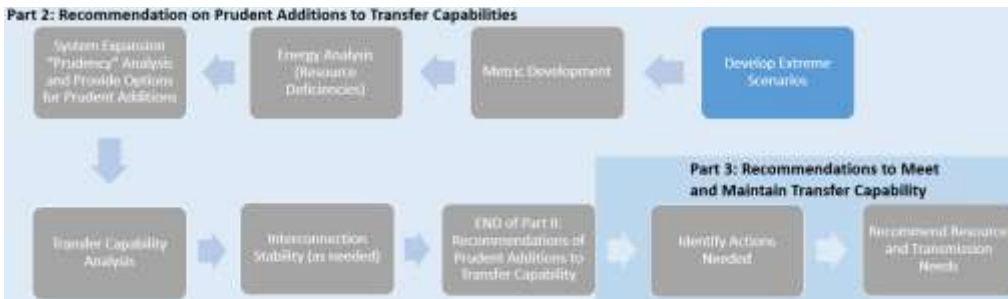 Part 2: Recommendation on Prudent Additions to Transfer Capabilities
System Expansion
"Prudency" Analysis
and Provide Options
for Prudent Additions
Energy Analysis
(Resource
Deficiencies)
Metric Development
Develop Extreme
Scenarios
Part 3: Recommendations to Meet
and Maintain Transfer Capability
Transfer Capability
Analysis
Interconnection
Stability (as needed)
END of Part II:
Recommendations of
Prudent Additions to
Transfer Capability
Identify Actions
Needed
Recommend Resource
and Transmission
Needs